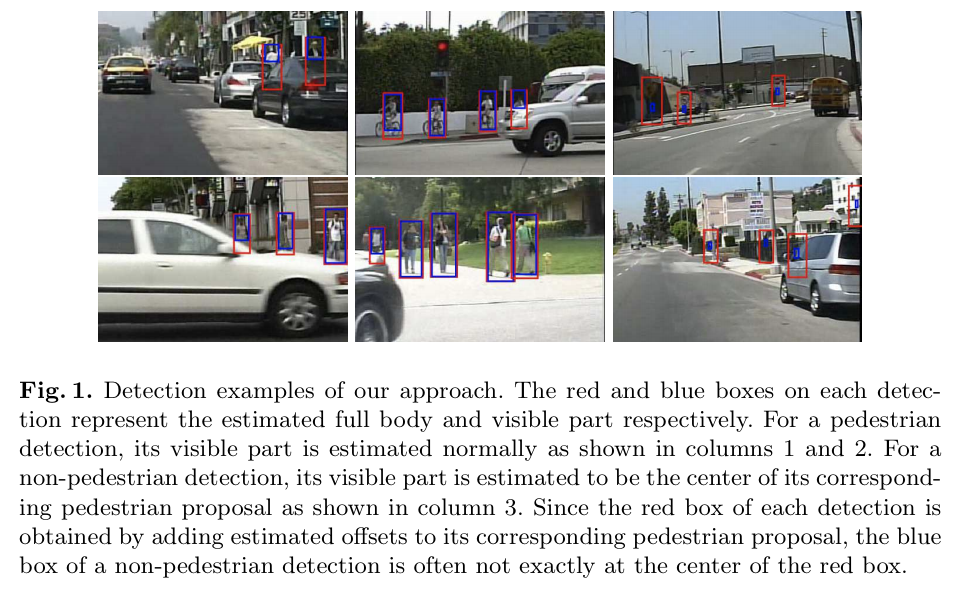 25
Fig. 1. Detection examples of our approach. The red and blue boxes on each detec-
tion represent the estimated full body and visible part respectively. For a pedestrian
detection, its visible part is estimated normally as shown in columns 1 and 2. For a
non-pedestrian detection, its visible part is estimated to be the center of its correspond-
ing pedestrian proposal as shown in column 3. Since the red box of each detection is
obtained by adding estimated offsets to its corresponding pedestrian proposal, the blue
box of a non-pedestrian detection is often not exactly at the center of the red box.